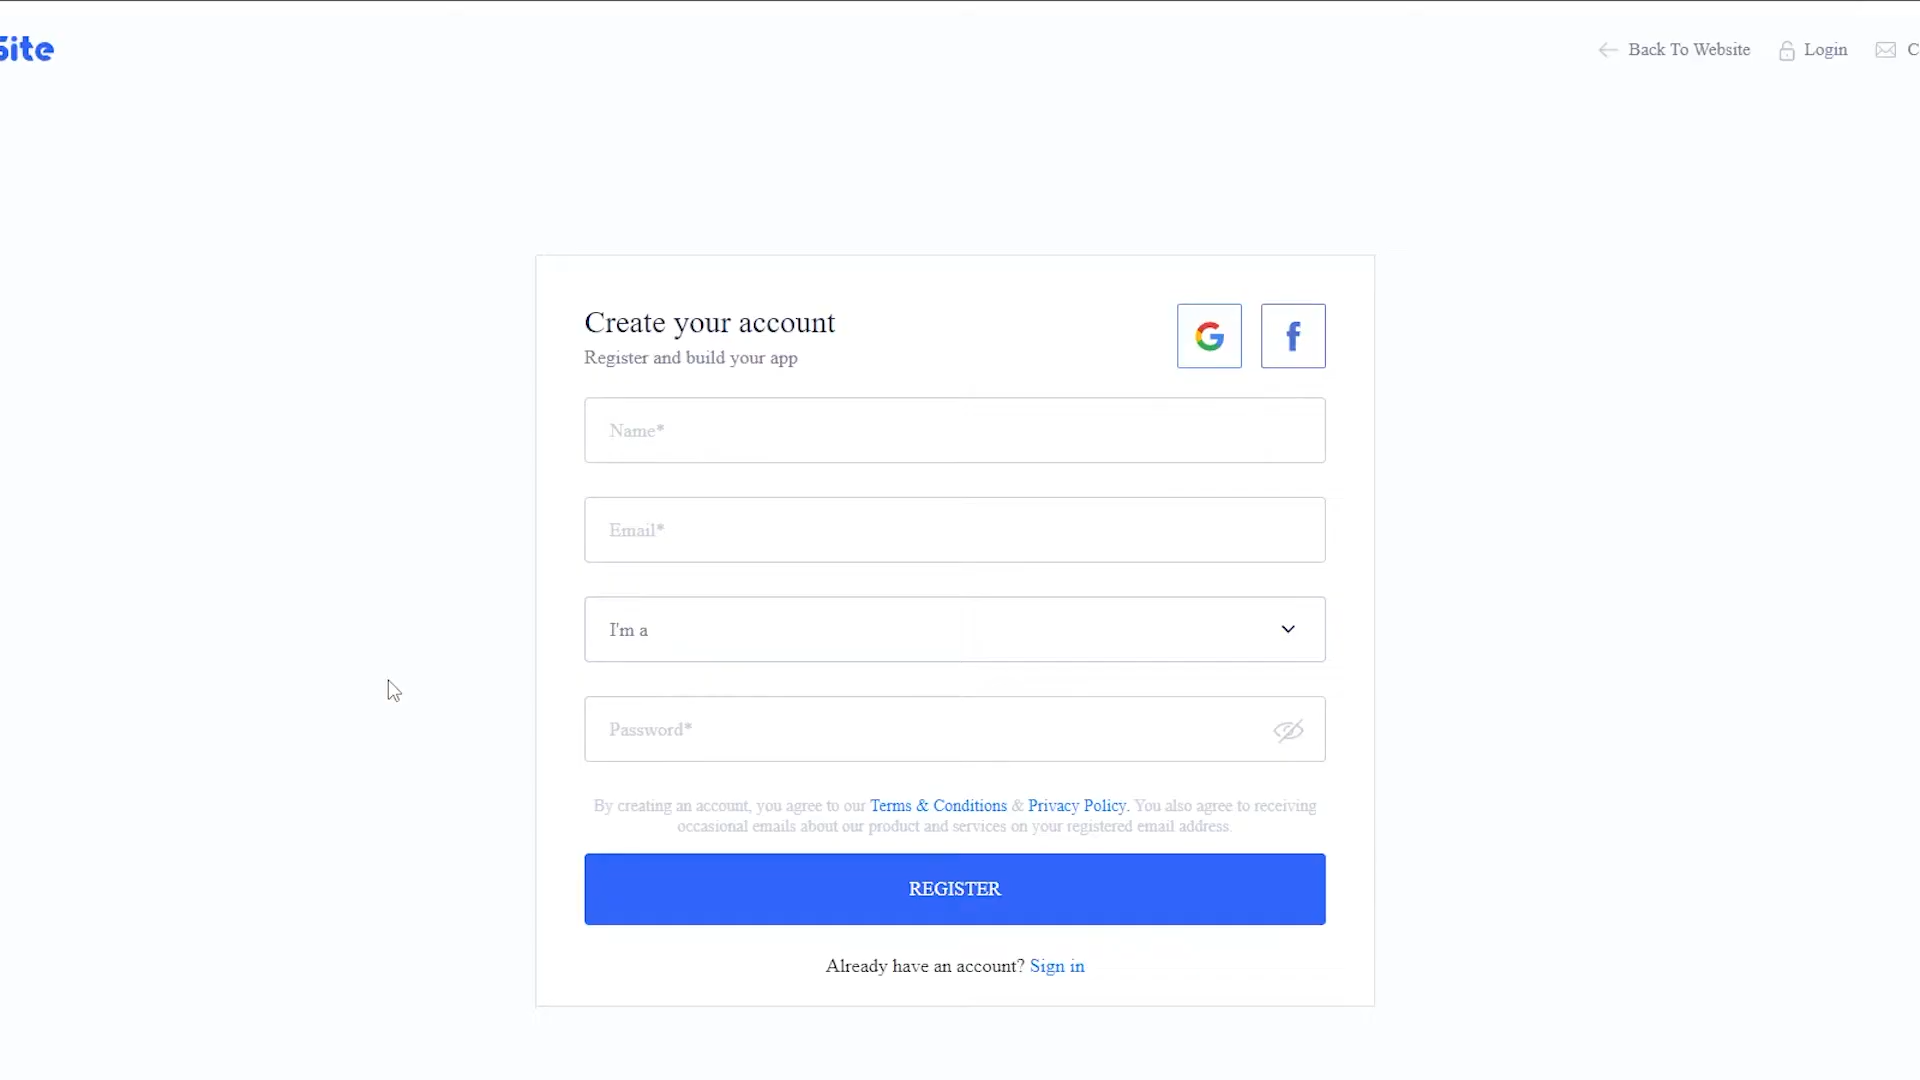 Site
Back To Website
Login
Create your account
Register and build your app
Name*
Email*
I'm a
Password*
By creating an account, you agree to our Terms & Conditions & Privacy Policy. You also agree to receiving
occasional emails about our product and services on your registered email address.
REGISTER
Already have an account? Sign in